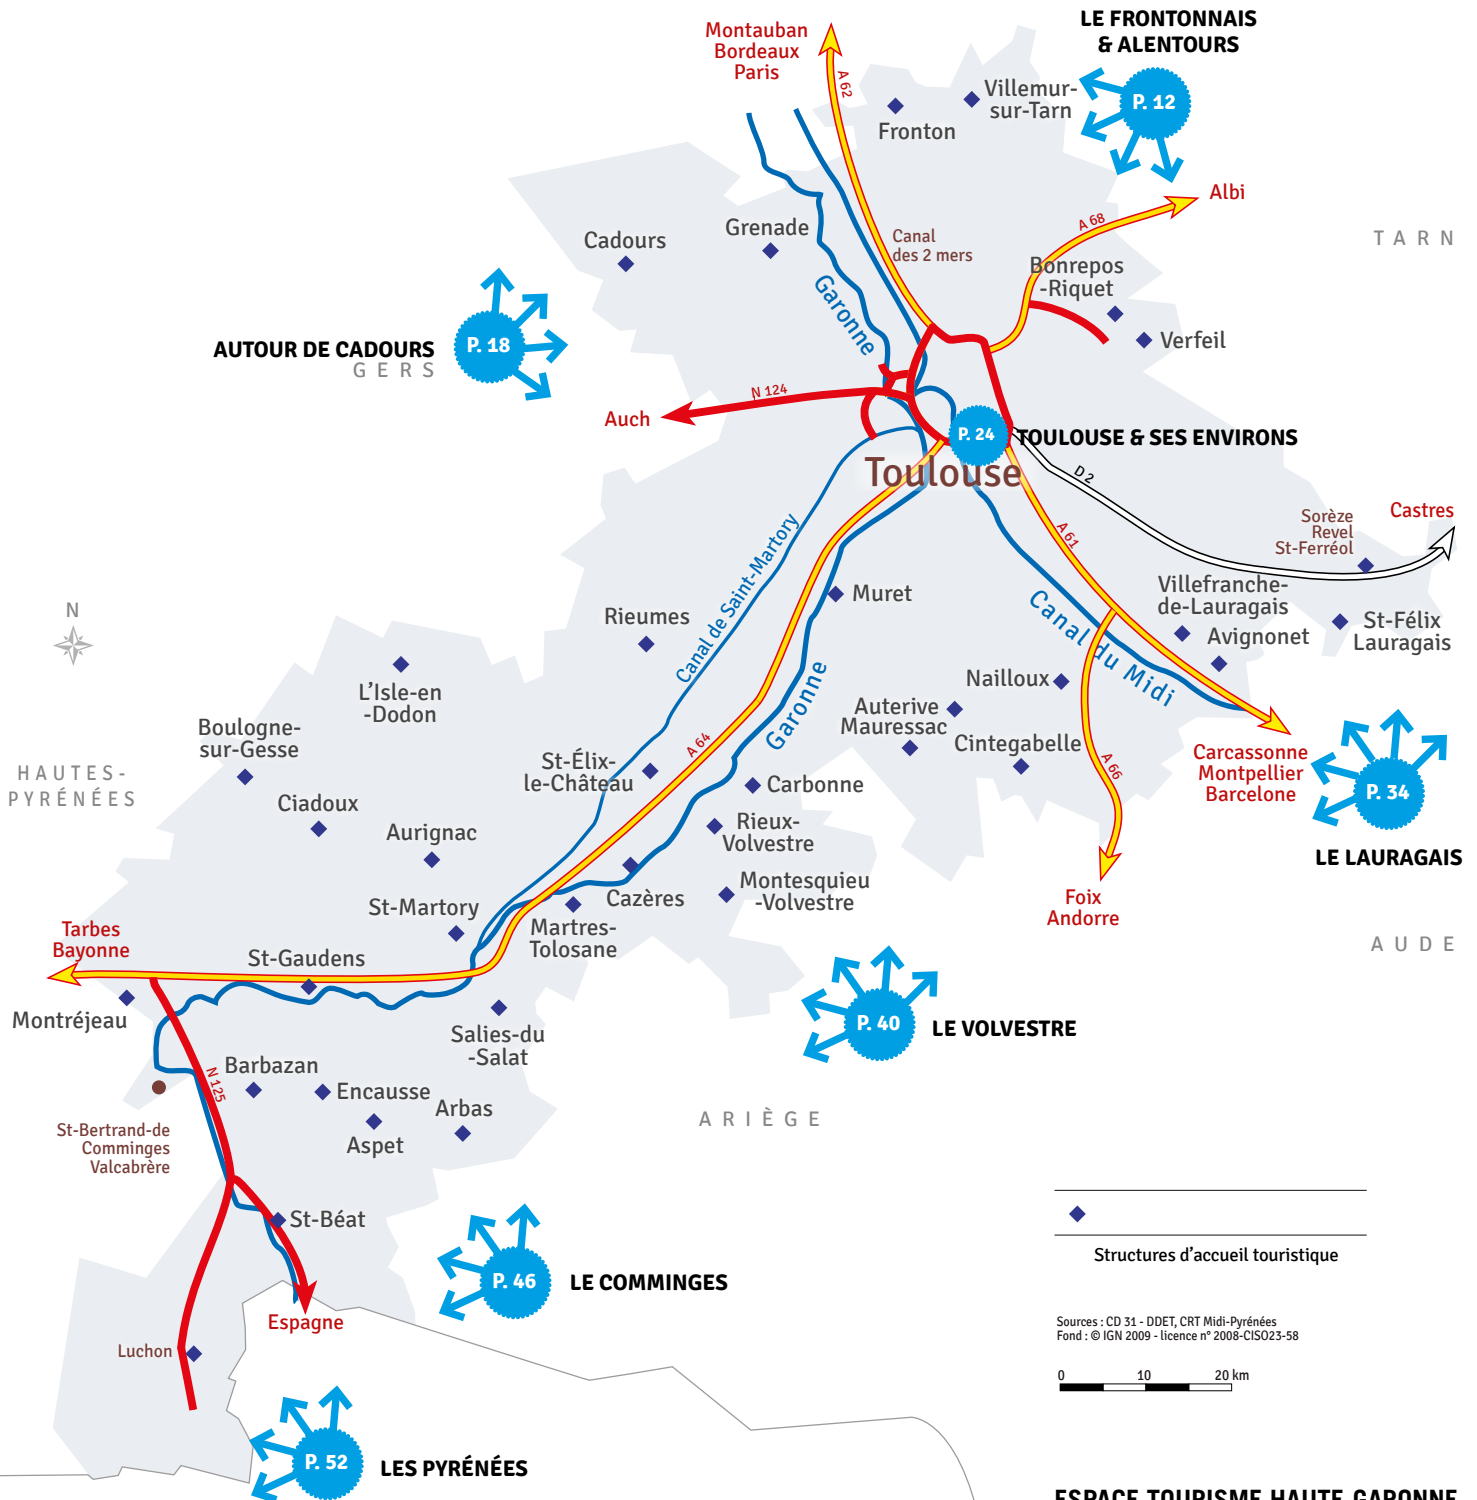 LE FRONTONNAIS
& ALENTOURS
Montauban
Bordeaux
Paris
A 62
Villemur-
sur-Tarn
P. 12
Fronton
Albi
A 68
TARN
Cadours
Grenade
Canal
des 2 mers
Bonrepos
-Riquet
Garonne
Verfeil
AUTOUR DE CADOURS
GERS
P. 18
N 124
Auch
P. 24
TOULOUSE & SES ENVIRONS
Toulouse
D 2
Castres
Sorèze
Revel
St-Ferréol
A 61
Canal de Saint-Martory
Villefranche-
de-Lauragais
Muret
Canal du Midi
N
Rieumes
Avignonet
St-Félix
Lauragais
L'Isle-en
-Dodon
Nailloux
Garonne
Auterive
Mauressac
Boulogne-
sur-Gesse
Cintegabelle
A 64
A 66
HAUTES-
PYRÉNÉES
St-Élix-
le-Château
Carbonne
Carcassonne
Montpellier
Barcelone
P. 34
Ciadoux
Aurignac
Rieux-
Volvestre
LE LAURAGAIS
Montesquieu
-Volvestre
Cazères
St-Martory
Foix
Andorre
Martres-
Tolosane
Tarbes
Bayonne
AUDE
St-Gaudens
Montréjeau
Salies-du
-Salat
P. 40
LE VOLVESTRE
N 125
Barbazan
Encausse
Arbas
Aspet
ARIÈGE
St-Bertrand-de
Comminges
Valcabrère
St-Béat
Structures d'accueil touristique
P. 46
LE COMMINGES
Espagne
Sources : CD 31 - DDET, CRT Midi-Pyrénées
Fond : © IGN 2009 - licence n° 2008-CISO23-58
Luchon
0 10 20 km
P. 52
LES PYRÉNÉES
ESPACE TOURISME HAUTE-GARONNE